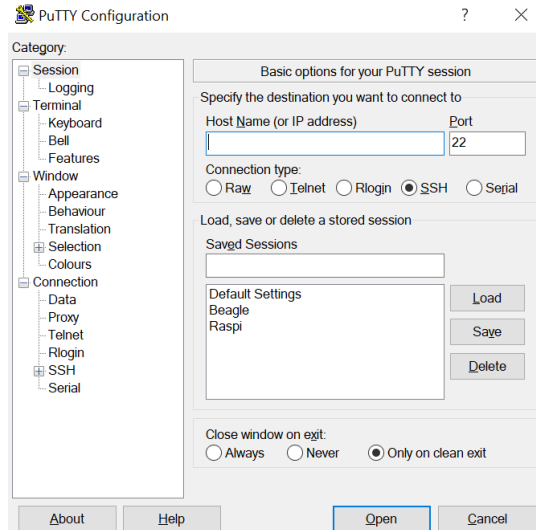 PuTTY Configuration ? ×
Category:
Session
Logging
Terminal
Keyboard
Bell
Features
Window
Appearance
Behaviour
Translation
Selection
Colours
Connection
Data
Proxy
Telnet
Rlogin
SSH
Serial
Basic options for your PuTTY session
Specify the destination you want to connect to
Host Name (or IP address) Port
22
Connection type:
Raw Telnet Rlogin SSH Serial
Load, save or delete a stored session
Saved Sessions
Default Settings
Beagle
Raspi
Load
Save
Delete
Close window on exit:
Always Never Only on clean exit
About Help Open Cancel